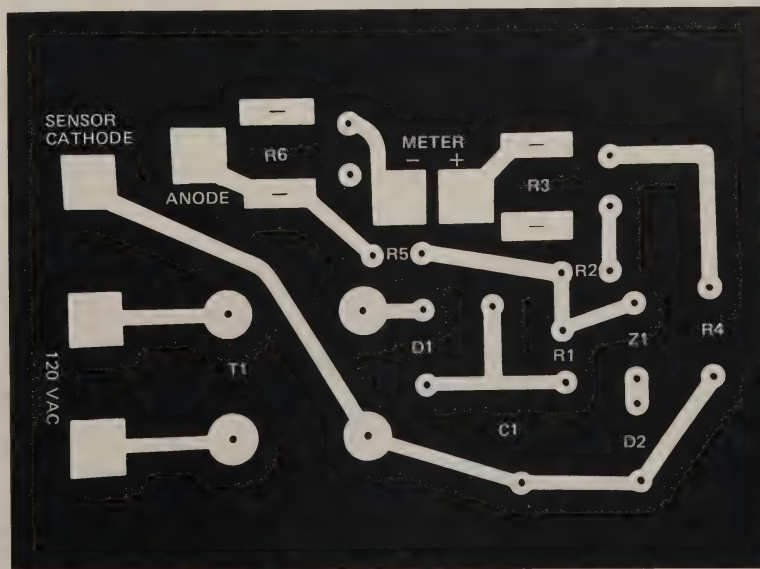 SENSOR
CATHODE
R6
METER
- +
ANODE
R3
R5
R2
D1
R1
Z1
R4
T1
120 VAC
C1
D2